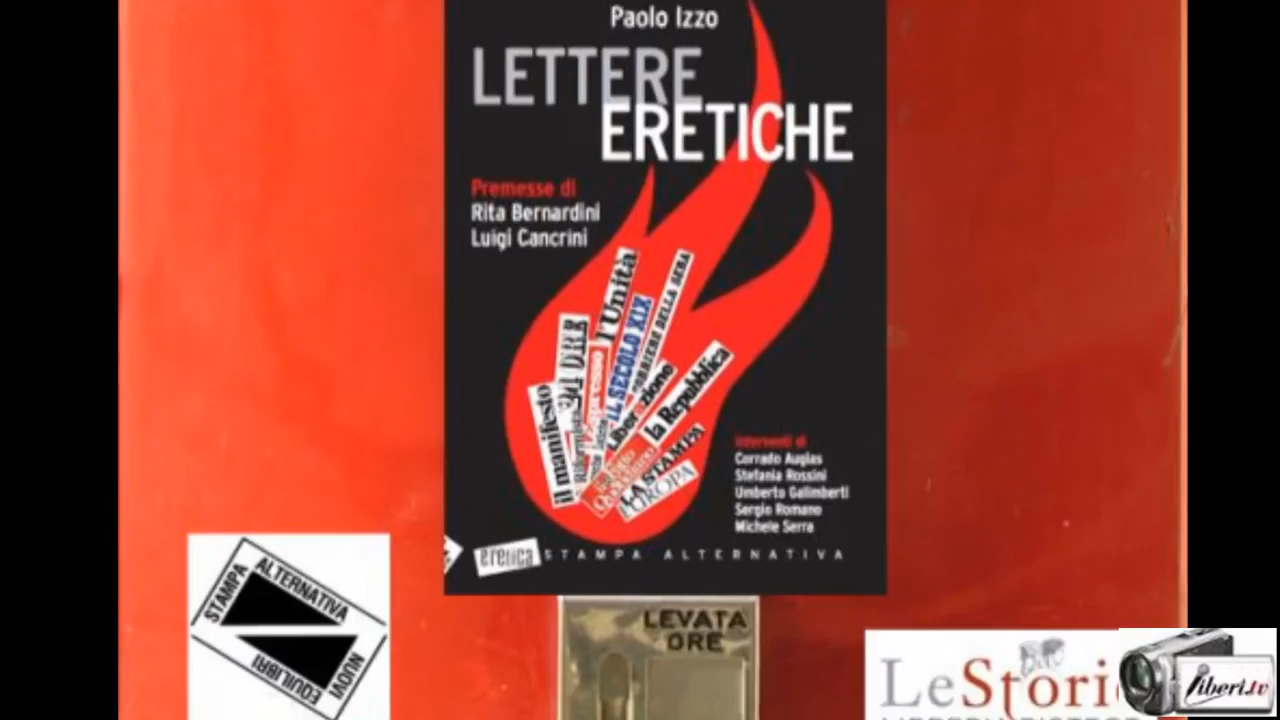 Paolo Izzo
LETTERE
ERETICHE
Premesse di
Rita Bernardini
Luigi Cancrini
l'Unità
IL SECOLO XIX
CORRIERE DELLA SERA
il manifesto
Liberazione
la Repubblica
LA STAMPA
EUROPA
Interventi di
Corrado Augias
Stefania Rossini
Umberto Galimberti
Sergio Romano
Michele Serra
eretica STAMPA ALTERNATIVA
STAMPA
ALTERNATIVA
NUOVI
EQUILIBRI
LEVATA
ORE
LeStori
liberi.tv